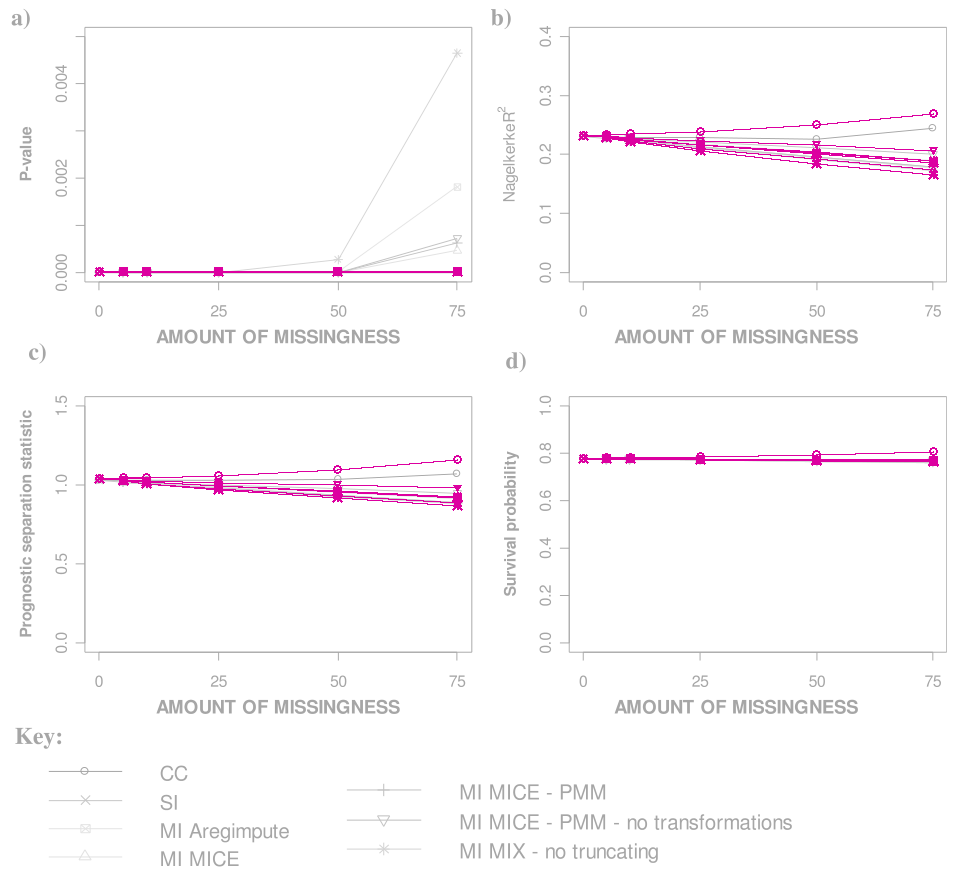 a)
P-value
0.000
0.002
0.004
0
25
50
75
AMOUNT OF MISSINGNESS
b)
NagelkerkeR2
0.0
0.1
0.2
0.3
0.4
0
25
50
75
AMOUNT OF MISSINGNESS
c)
Prognostic separation statistic
0.0
0.5
1.0
1.5
0
25
50
75
AMOUNT OF MISSINGNESS
d)
Survival probability
0.0
0.2
0.4
0.6
0.8
1.0
0
25
50
75
AMOUNT OF MISSINGNESS
Key:
CC
SI
MI Aregimpute
MI MICE
MI MICE - PMM
MI MICE - PMM - no transformations
MI MIX - no truncating